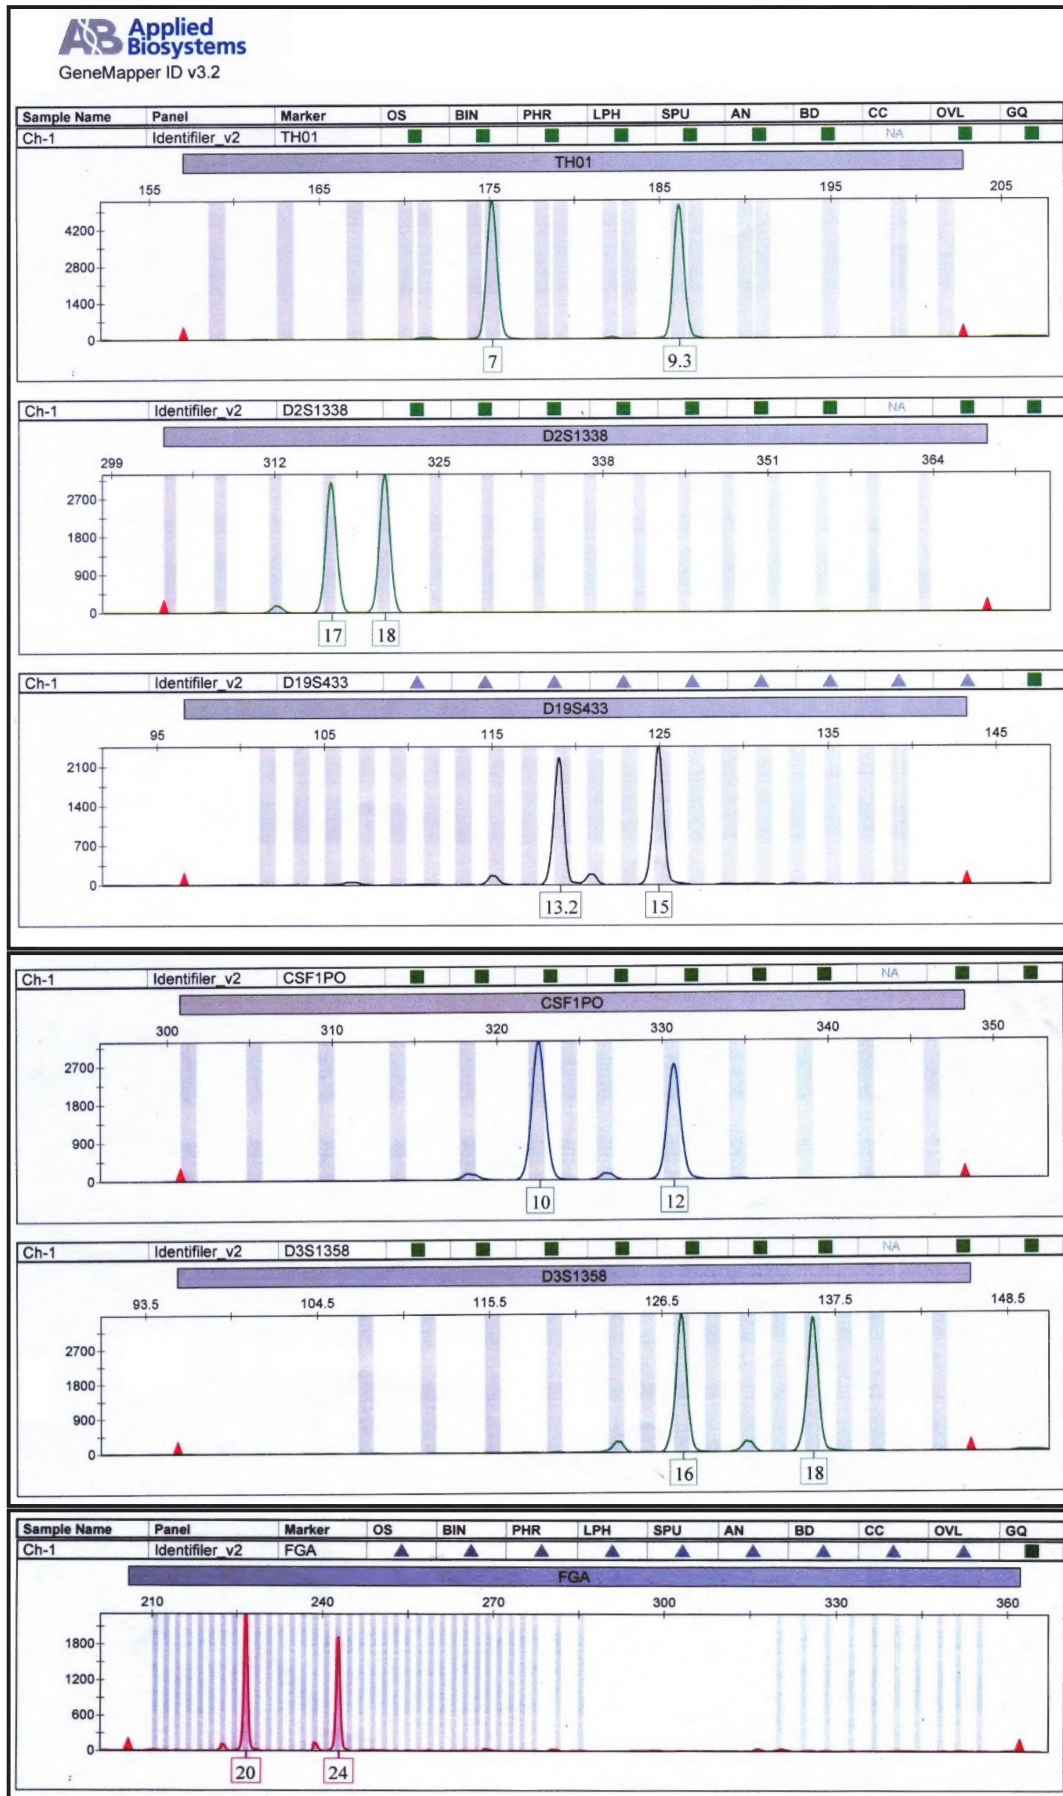 AB Applied
Biosystems
GeneMapper ID v3.2
Sample Name Panel Marker OS BIN PHR LPH SPU AN BD CC OVL GQ
Ch-1 Identifiler_v2 TH01 NA
TH01
155 165 175 185 195 205
4200
2800
1400
0
7 9.3
Ch-1 Identifiler_v2 D2S1338 NA
D2S1338
299 312 325 338 351 364
2700
1800
900
0
17 18
Ch-1 Identifiler_v2 D19S433
D19S433
95 105 115 125 135 145
2100
1400
700
0
13.2 15
Ch-1 Identifiler_v2 CSF1PO NA
CSF1PO
300 310 320 330 340 350
2700
1800
900
0
10 12
Ch-1 Identifiler_v2 D3S1358 NA
D3S1358
93.5 104.5 115.5 126.5 137.5 148.5
2700
1800
900
0
16 18
Sample Name Panel Marker OS BIN PHR LPH SPU AN BD CC OVL GQ
Ch-1 Identifiler_v2 FGA
FGA
210 240 270 300 330 360
1800
1200
600
0
20 24